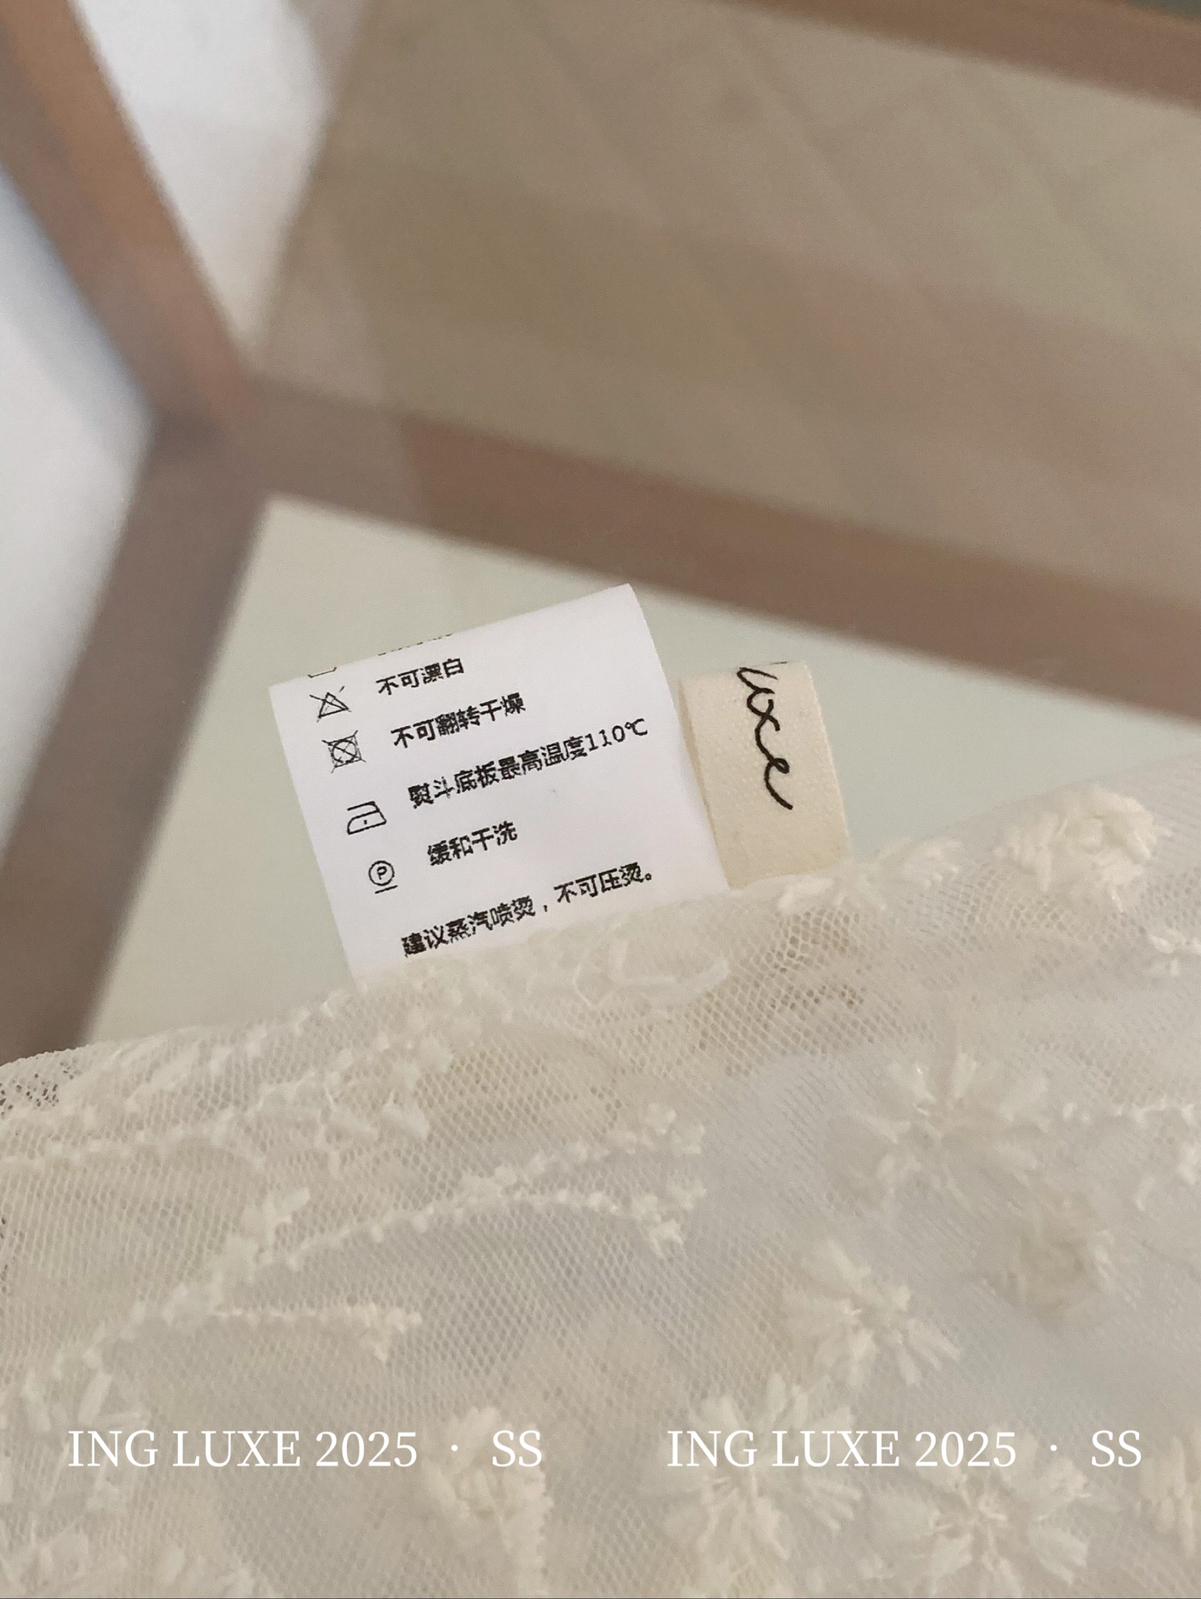 不可漂白
不可翻转干燥
熨斗底板最高温度110℃
P
缓和干洗
建议蒸汽喷烫，不可压烫。
uxe
ING LUXE 2025 · SS ING LUXE 2025 · SS